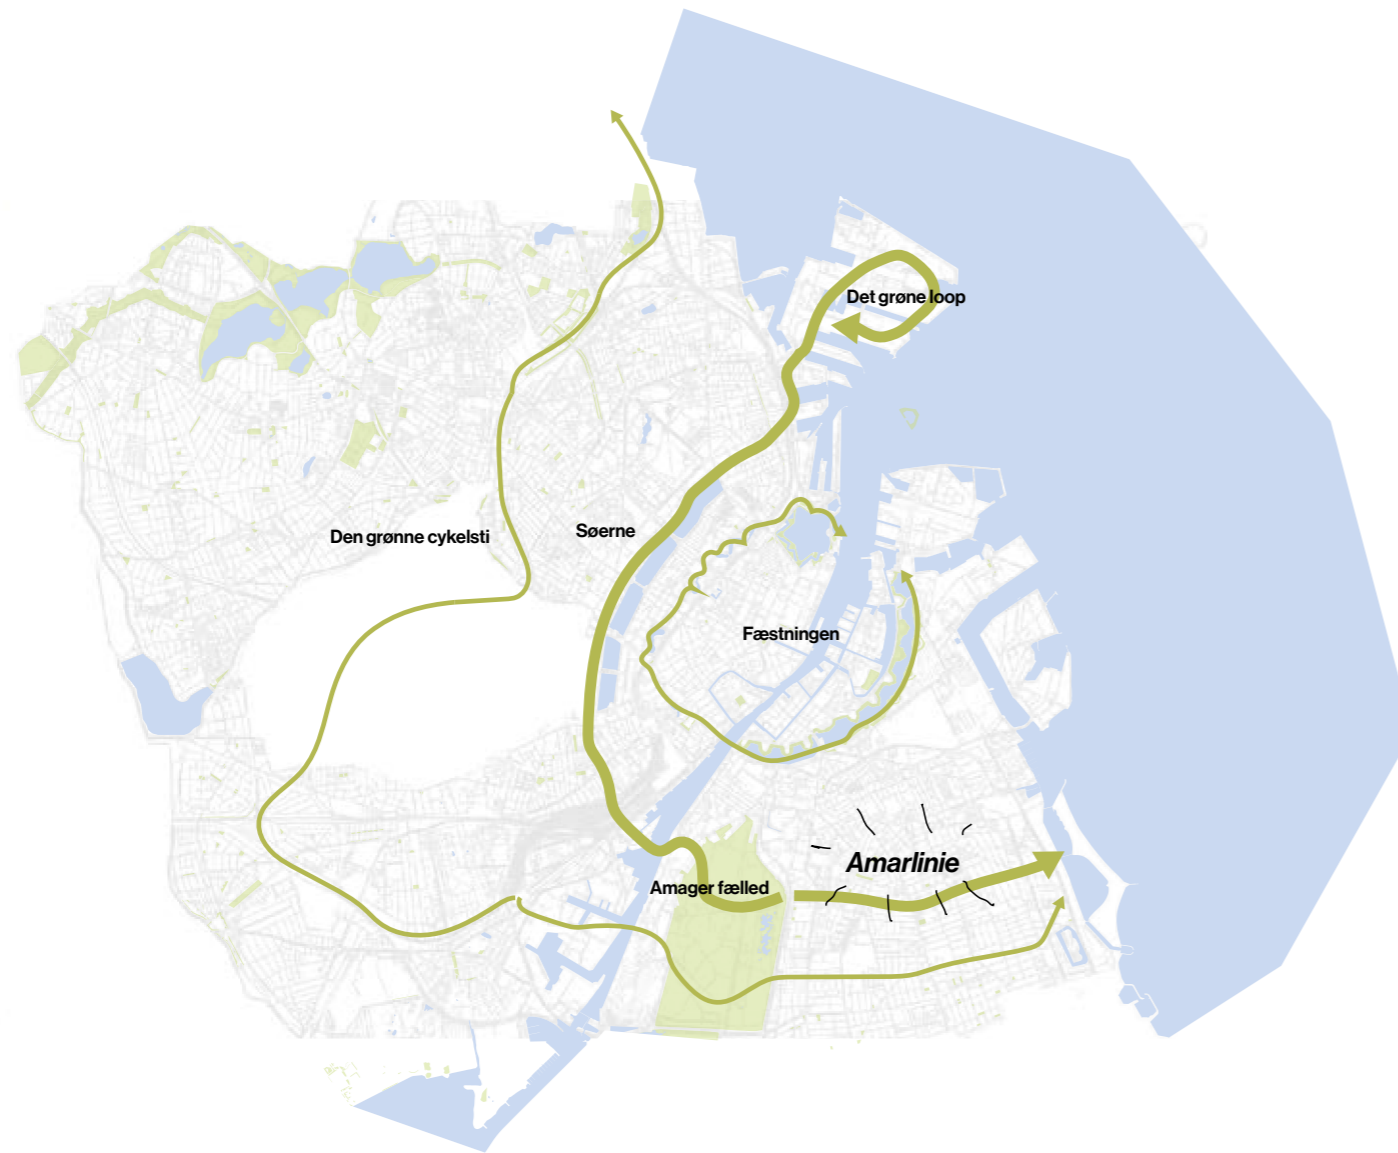 Det grøne loop
Den grønne cykelsti
Søerne
Fæstningen
Amarlinie
Amager fælled